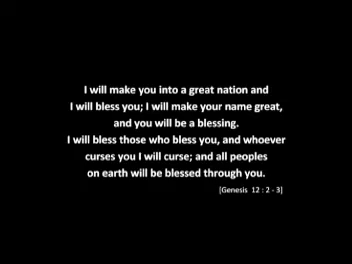 I will make you into a great nation and
I will bless you; I will make your name great,
and you will be a blessing.
I will bless those who bless you, and whoever
curses you I will curse; and all peoples
on earth will be blessed through you.
[Genesis 12 : 2 - 3]